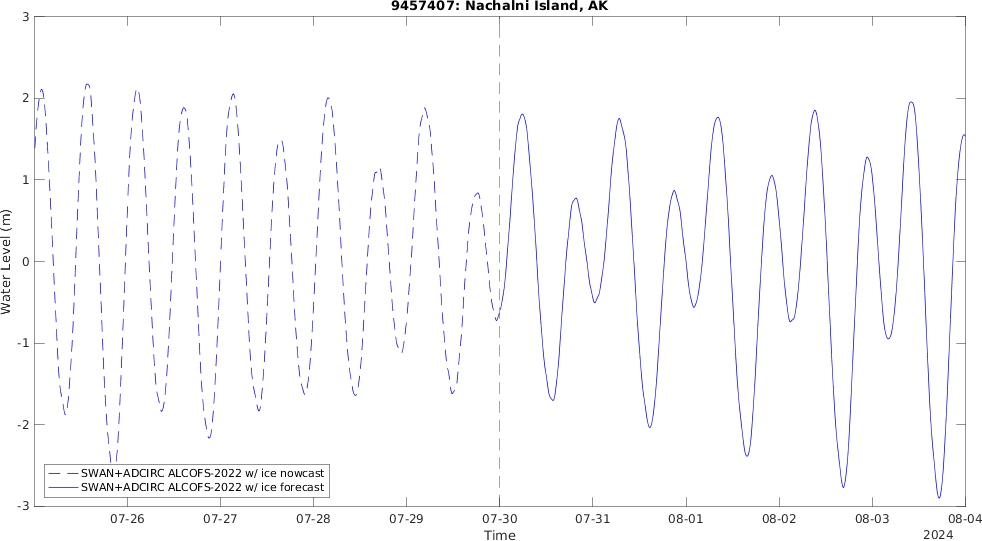 9457407: Nachalni Island, AK
3
2
1
0
-1
-2
-3
Water Level (m)
SWAN+ADCIRC ALCOFS-2022 w/ ice nowcast
SWAN+ADCIRC ALCOFS-2022 w/ ice forecast
07-26 07-27 07-28 07-29 07-30 07-31 08-01 08-02 08-03 08-04
Time
2024